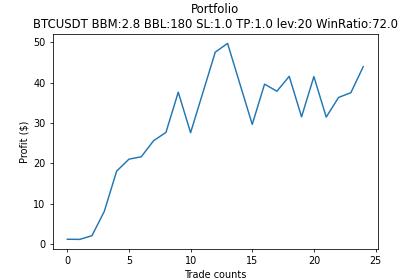 Portfolio
BTCUSDT BBM:2.8 BBL:180 SL:1.0 TP:1.0 lev:20 WinRatio:72.0
50
40
30
20
10
0
Profit ($)
0 5 10 15 20 25
Trade counts